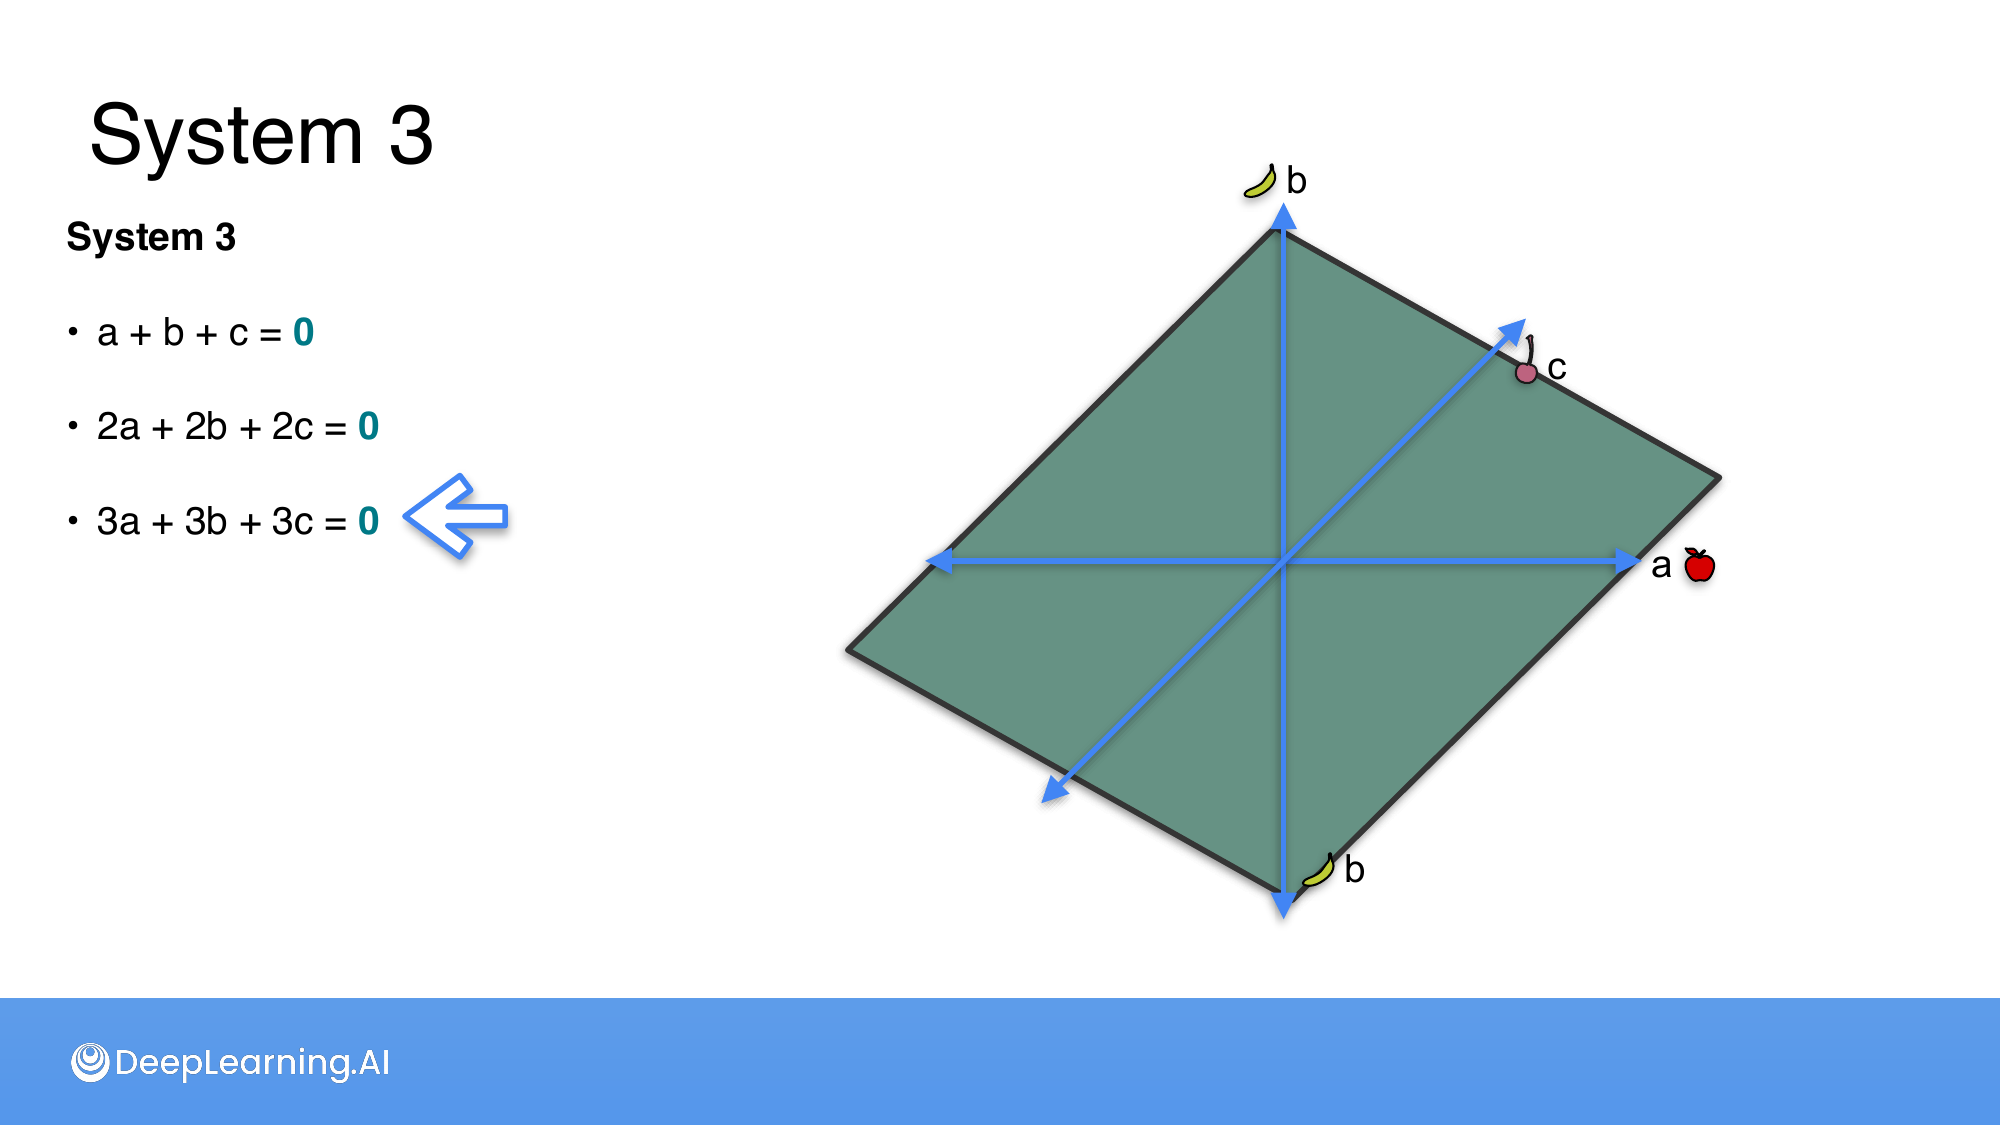 System 3
System 3
• a + b + c = 0
• 2a + 2b + 2c = 0
• 3a + 3b + 3c = 0
b
c
a
b
DeepLearning.AI